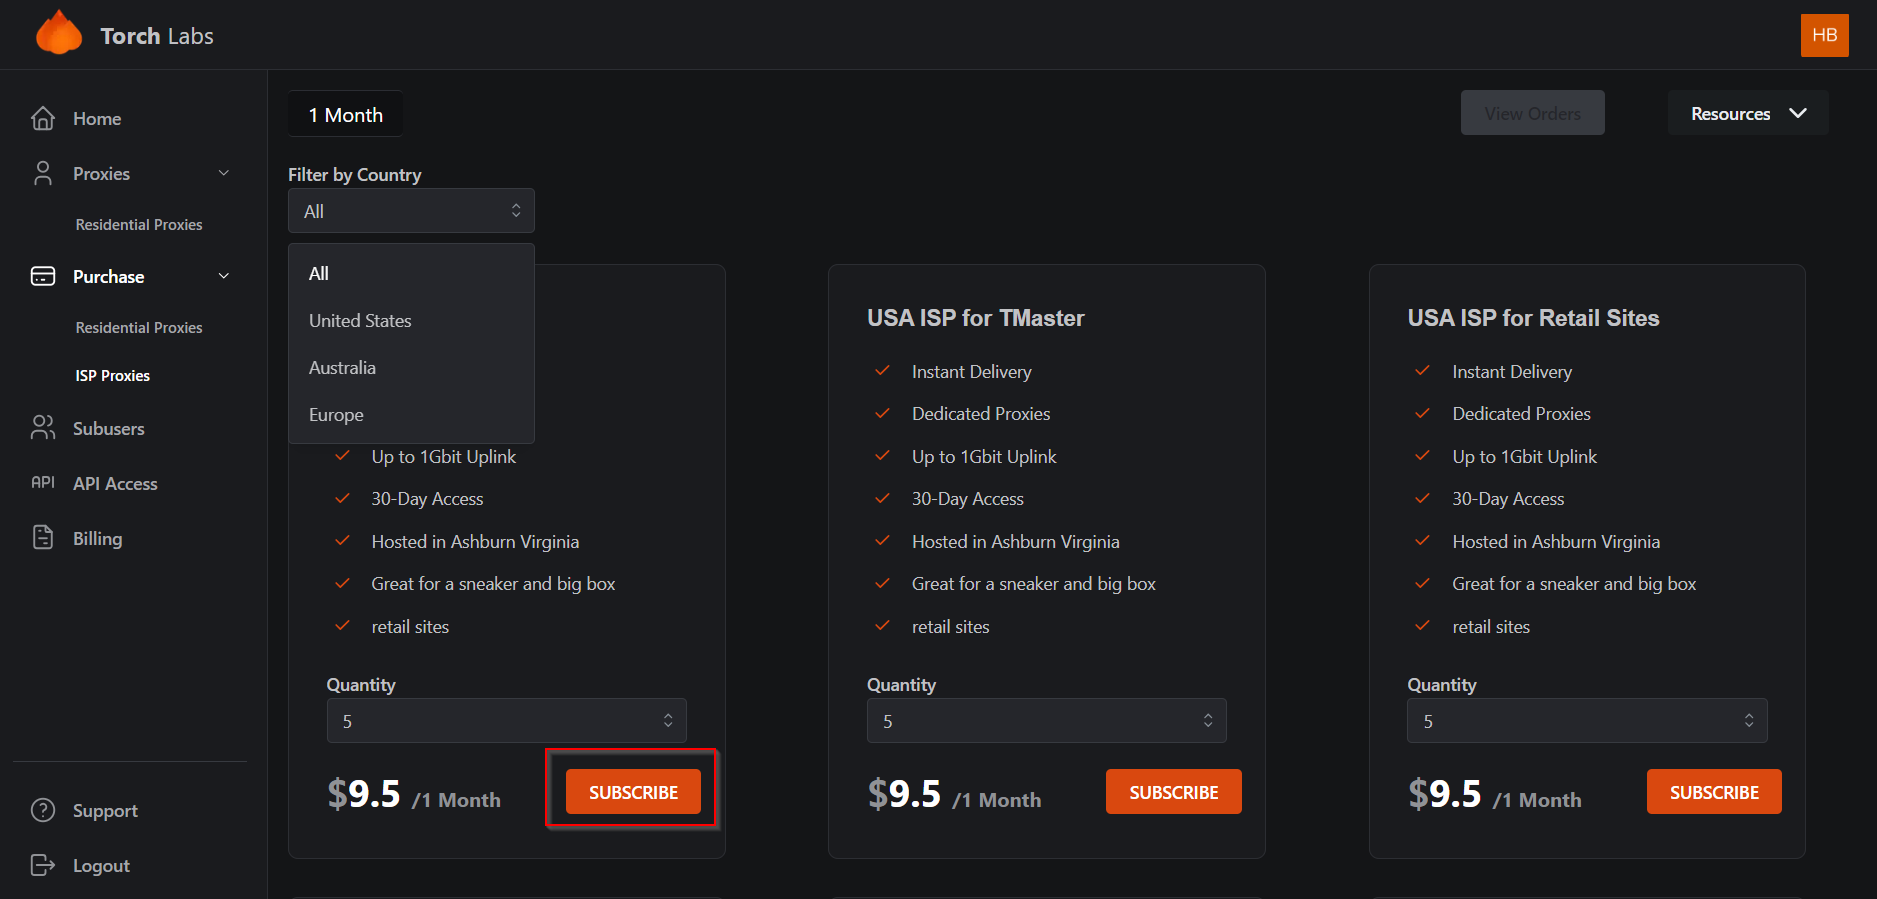 Torch Labs
HB
Home
Proxies
Residential Proxies
Purchase
Residential Proxies
ISP Proxies
Subusers
API API Access
Billing
Support
Logout
1 Month
View Orders
Resources
Filter by Country
All
All
United States
Australia
Europe
Up to 1Gbit Uplink
30-Day Access
Hosted in Ashburn Virginia
Great for a sneaker and big box
retail sites
Quantity
5
$9.5 /1 Month
SUBSCRIBE
USA ISP for TMaster
Instant Delivery
Dedicated Proxies
Up to 1Gbit Uplink
30-Day Access
Hosted in Ashburn Virginia
Great for a sneaker and big box
retail sites
Quantity
5
$9.5 /1 Month
SUBSCRIBE
USA ISP for Retail Sites
Instant Delivery
Dedicated Proxies
Up to 1Gbit Uplink
30-Day Access
Hosted in Ashburn Virginia
Great for a sneaker and big box
retail sites
Quantity
5
$9.5 /1 Month
SUBSCRIBE